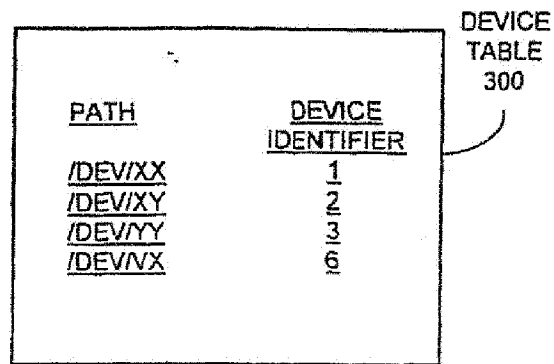 DEVICE
TABLE
300
PATH DEVICE
IDENTIFIER
/DEV/XX 1
/DEV/XY 2
/DEV/YY 3
/DEV/VX 6